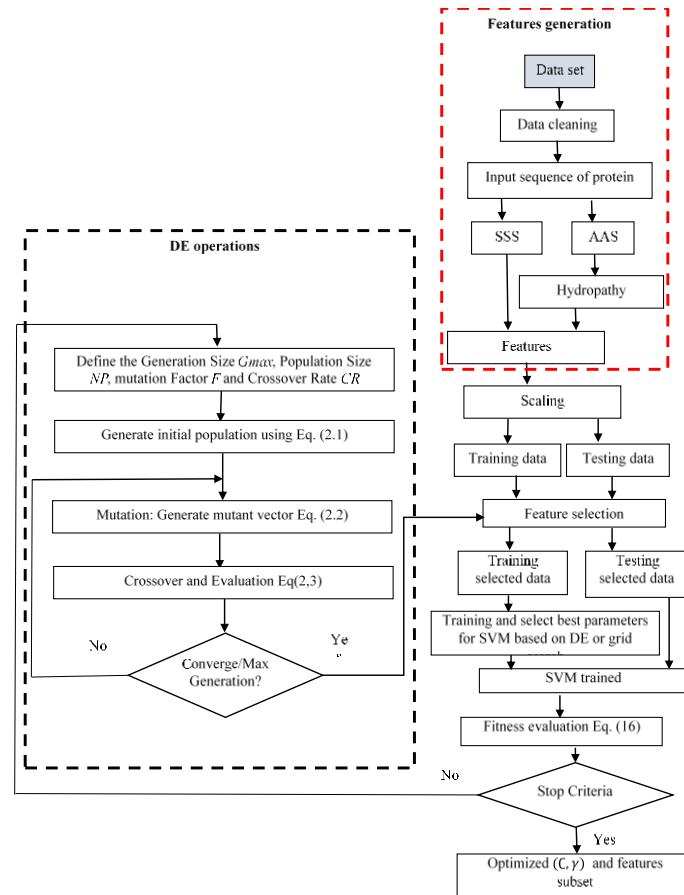 Features generation
Data set
Data cleaning
Input sequence of protein
SSS
AAS
Hydropathy
Features
DE operations
Define the Generation Size Gmax, Population Size
NP, mutation Factor F and Crossover Rate CR
Generate initial population using Eq. (2.1)
Mutation: Generate mutant vector Eq. (2.2)
Crossover and Evaluation Eq(2,3)
No
Ye
Converge/Max
Generation?
Scaling
Training data
Testing data
Feature selection
Training
selected data
Testing
selected data
Training and select best parameters
for SVM based on DE or grid
SVM trained
Fitness evaluation Eq. (16)
No
Stop Criteria
Yes
Optimized (C, γ) and features
subset